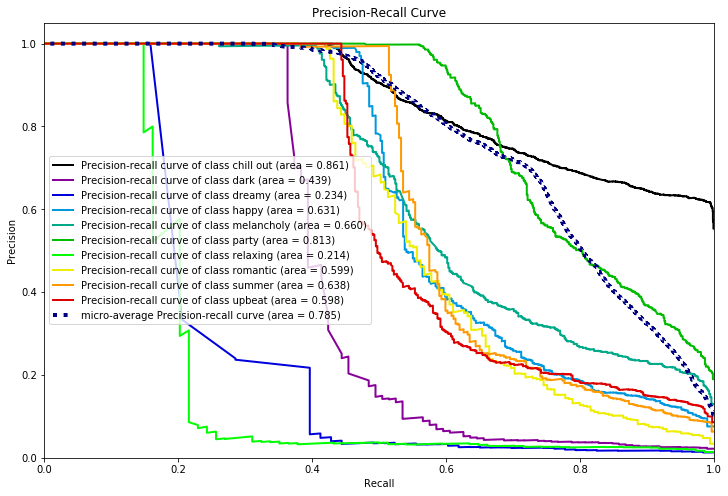 Precision-Recall Curve
1.0
0.8
0.6
0.4
0.2
0.0
Precision
Precision-recall curve of class chill out (area = 0.861)
Precision-recall curve of class dark (area = 0.439)
Precision-recall curve of class dreamy (area = 0.234)
Precision-recall curve of class happy (area = 0.631)
Precision-recall curve of class melancholy (area = 0.660)
Precision-recall curve of class party (area = 0.813)
Precision-recall curve of class relaxing (area = 0.214)
Precision-recall curve of class romantic (area = 0.599)
Precision-recall curve of class summer (area = 0.638)
Precision-recall curve of class upbeat (area = 0.598)
micro-average Precision-recall curve (area = 0.785)
0.0 0.2 0.4 0.6 0.8 1.0
Recall